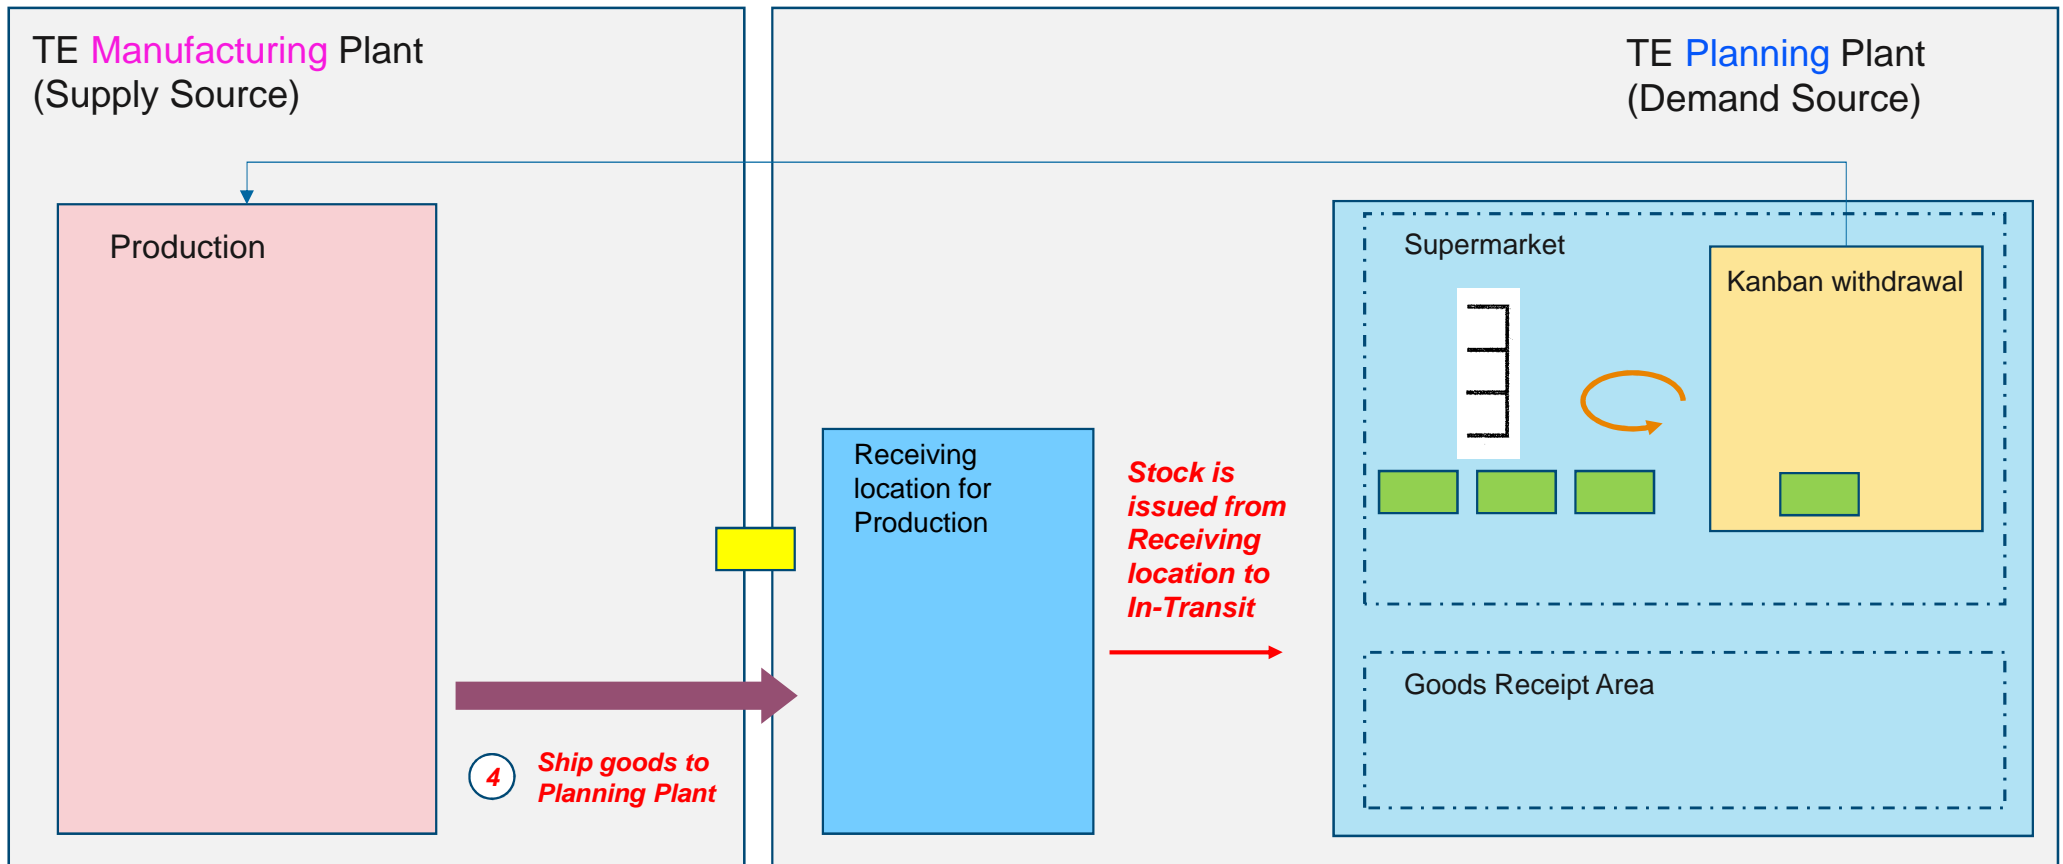 TE Manufacturing Plant
(Supply Source)
TE Planning Plant
(Demand Source)
Production
Supermarket
Kanban withdrawal
Receiving
location for
Production
Stock is
issued from
Receiving
location to
In-Transit
Goods Receipt Area
4
Ship goods to
Planning Plant